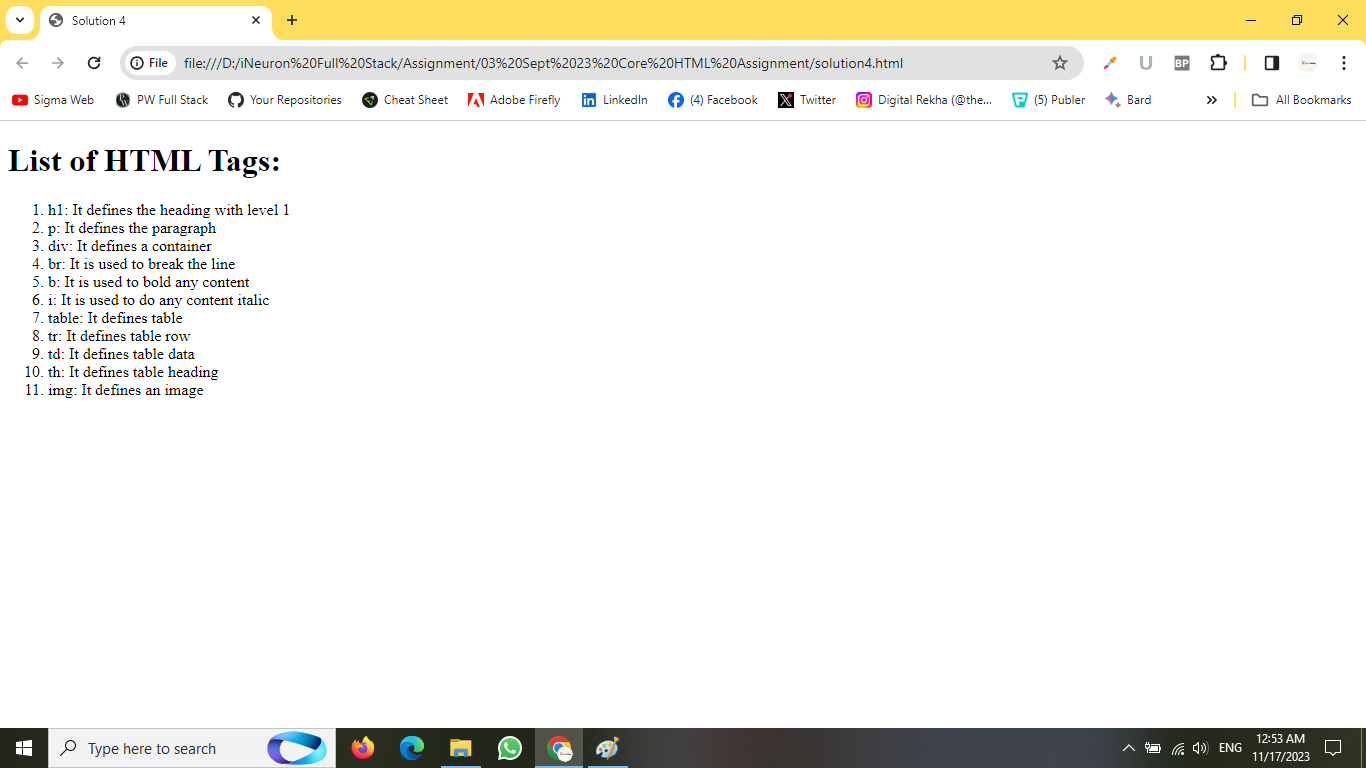 Solution 4
File file:///D:/iNeuron%20Full%20Stack/Assignment/03%20Sept%2023%20Core%20HTML%20Assignment/solution4.html
U BP
Sigma Web PW Full Stack Your Repositories Cheat Sheet Adobe Firefly LinkedIn (4) Facebook Twitter Digital Rekha (@the... (5) Publer Bard » All Bookmarks
List of HTML Tags:
1. h1: It defines the heading with level 1
2. p: It defines the paragraph
3. div: It defines a container
4. br: It is used to break the line
5. b: It is used to bold any content
6. i: It is used to do any content italic
7. table: It defines table
8. tr: It defines table row
9. td: It defines table data
10. th: It defines table heading
11. img: It defines an image
Type here to search
ENG
12:53 AM
11/17/2023